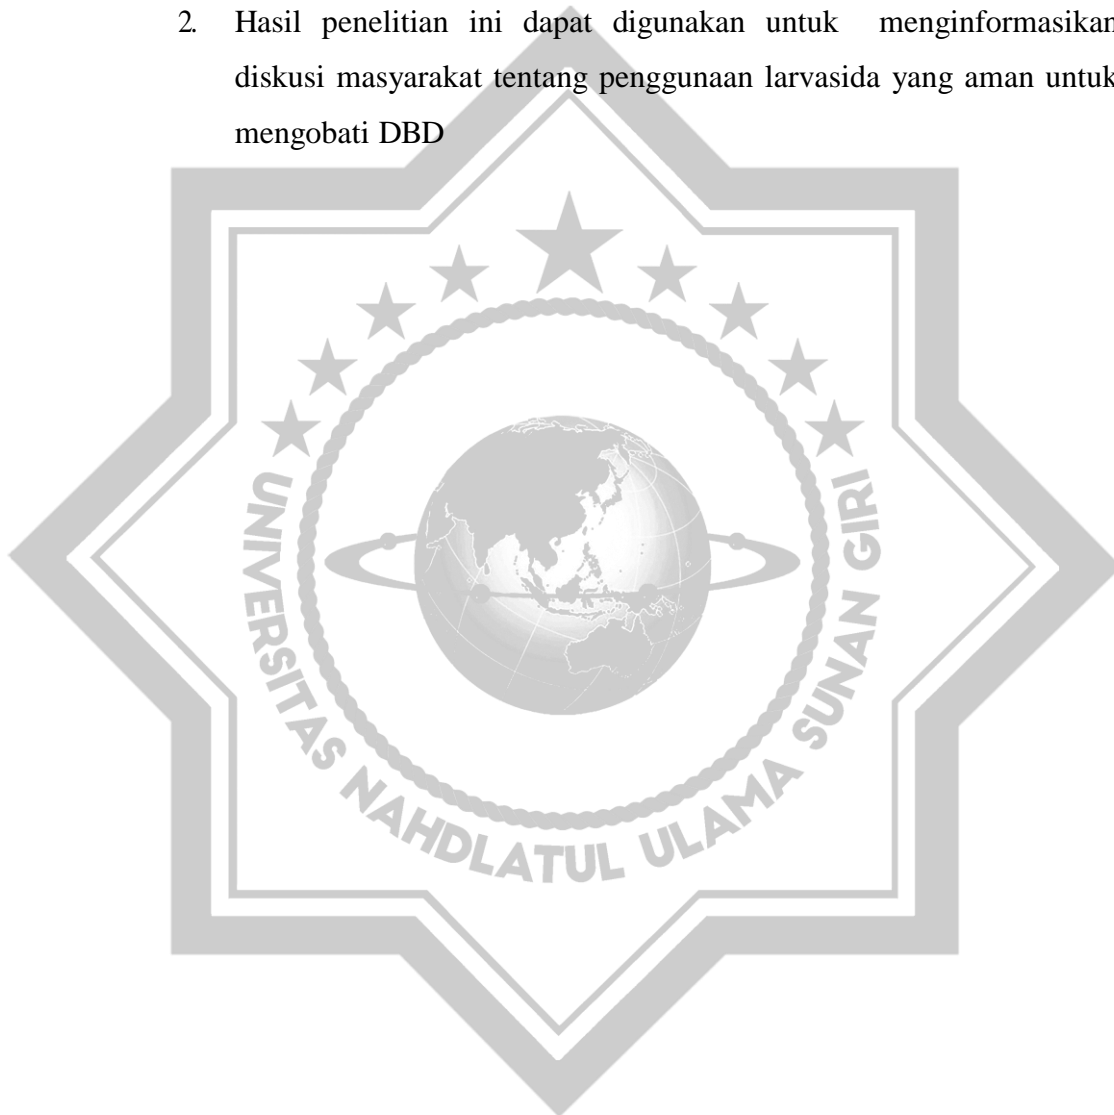 2. Hasil penelitian ini dapat digunakan untuk menginformasikan
diskusi masyarakat tentang penggunaan larvasida yang aman untuk
mengobati DBD
UNIVERSITAS NAHDLATUL ULAMA SUNAN GIRI